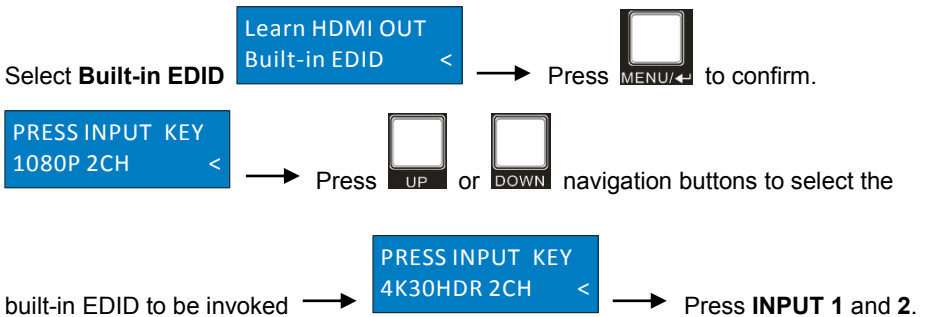 Learn HDMI OUT
Built-in EDID <
Select Built-in EDID
Press MENU/↵ to confirm.
PRESS INPUT KEY
1080P 2CH <
Press UP or DOWN navigation buttons to select the
PRESS INPUT KEY
4K30HDR 2CH <
built-in EDID to be invoked
Press INPUT 1 and 2.